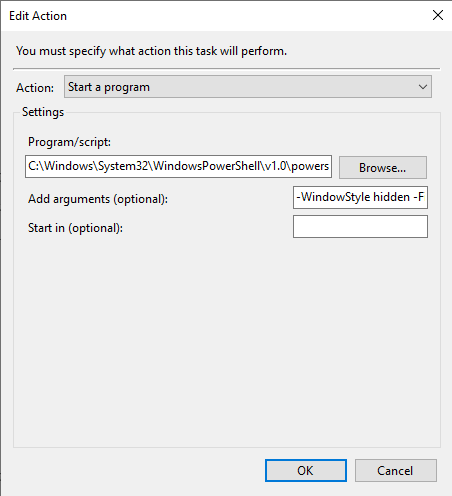 Edit Action
You must specify what action this task will perform.
Action: Start a program
Settings
Program/script:
C:\Windows\System32\WindowsPowerShell\v1.0\powers Browse...
Add arguments (optional): -WindowStyle hidden -F
Start in (optional):
OK Cancel